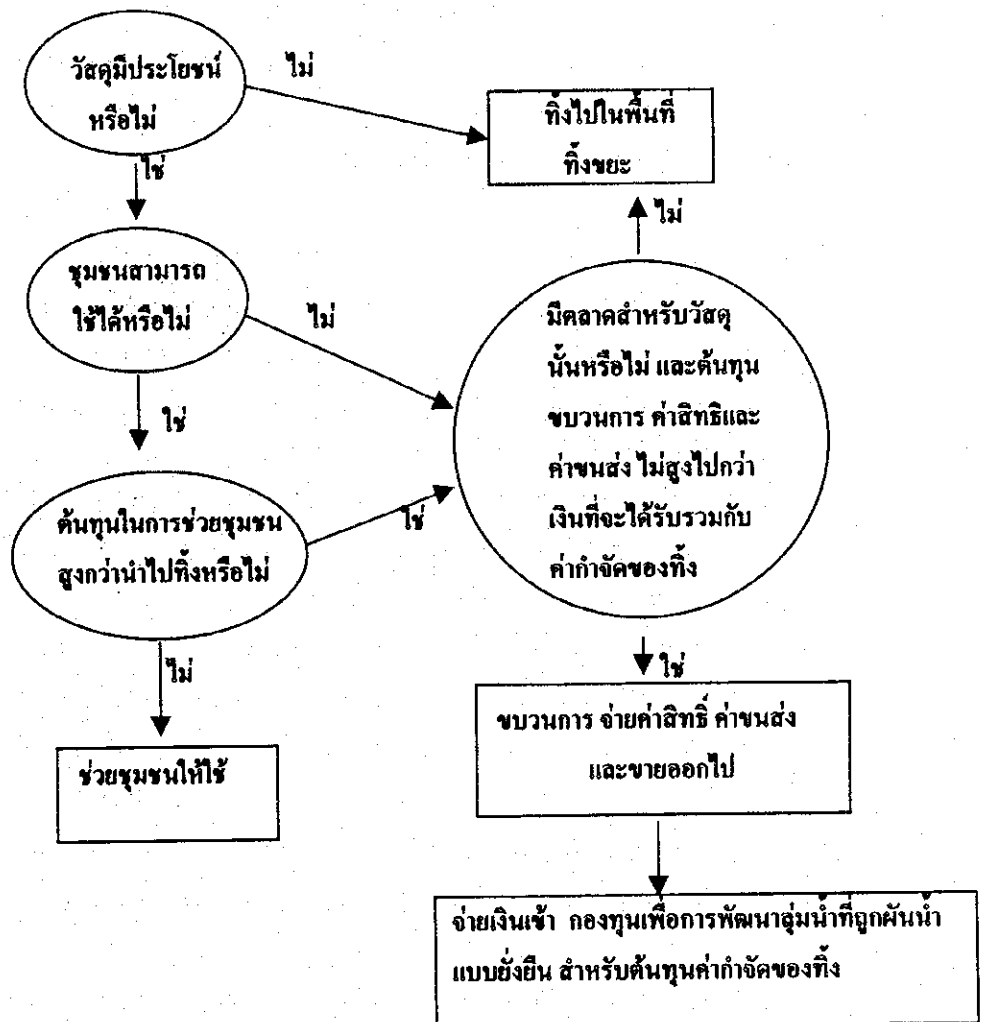 วัสดุมีประโยชน์
หรือไม่
ไม่
ทิ้งไปในพื้นที่
ทิ้งขยะ
ใช่
ไม่
ชุมชนสามารถ
ใช้ได้หรือไม่
ไม่
มีตลาดสำหรับวัสดุ
นั้นหรือไม่ และต้นทุน
ขบวนการ ค่าสิทธิและ
ค่าขนส่ง ไม่สูงไปกว่า
เงินที่จะได้รับรวมกับ
ค่ากำจัดของทิ้ง
ใช่
ต้นทุนในการช่วยชุมชน
สูงกว่านำไปทิ้งหรือไม่
ใช่
ไม่
ช่วยชุมชนให้ใช้
ใช่
ขบวนการ จ่ายค่าสิทธิ์ ค่าขนส่ง
และขายออกไป
จ่ายเงินเข้า กองทุนเพื่อการพัฒนาลุ่มน้ำที่ถูกผันน้ำ
แบบยั่งยืน สำหรับต้นทุนค่ากำจัดของทิ้ง